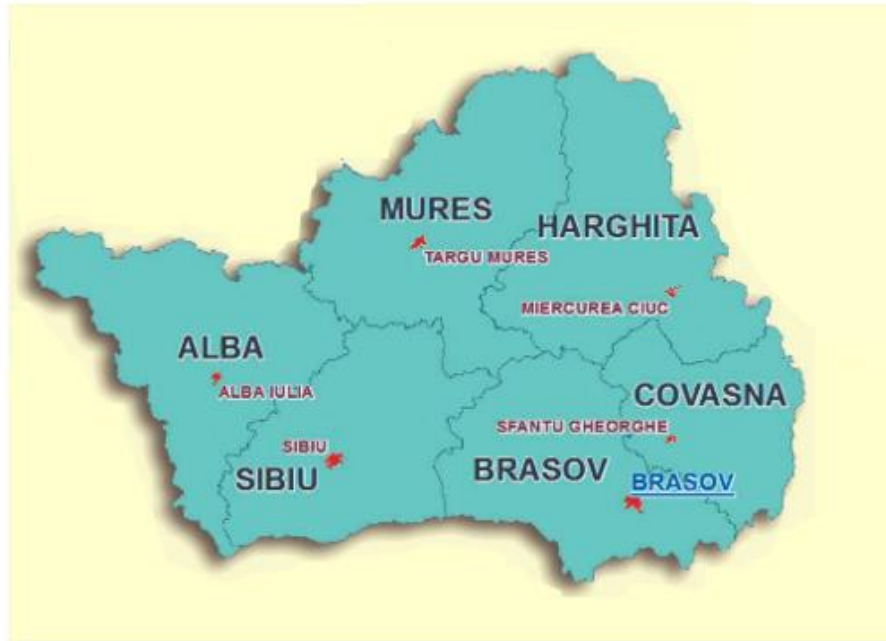 MURES
HARGHITA
TARGU MURES
MIERCUREA CIUC
ALBA
ALBA IULIA
COVASNA
SFANTU GHEORGHE
SIBIU
SIBIU
BRASOV
BRASOV